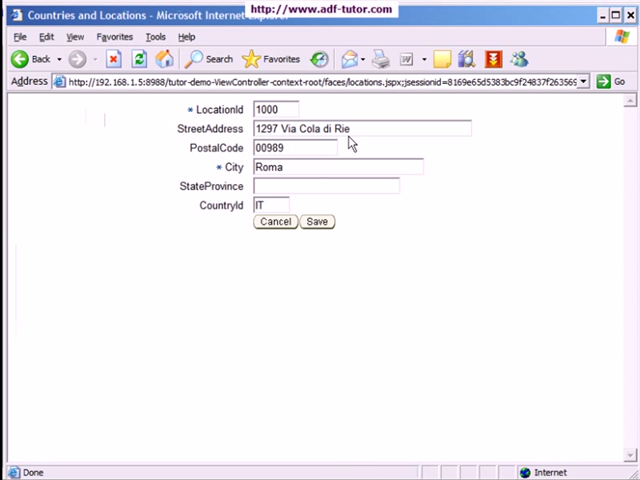 http://www.adf-tutor.com
Countries and Locations - Microsoft Internet Explorer
File Edit View Favorites Tools Help
Back Search Favorites
Address http://192.168.1.5:8988/tutor-demo-ViewController-context-root/faces/locations.jspx;jsessionid=8169e65d5383bc9f24837f263569 Go
* LocationId 1000
StreetAddress 1297 Via Cola di Rie
PostalCode 00989
* City Roma
StateProvince
CountryId IT
Cancel Save
Done Internet